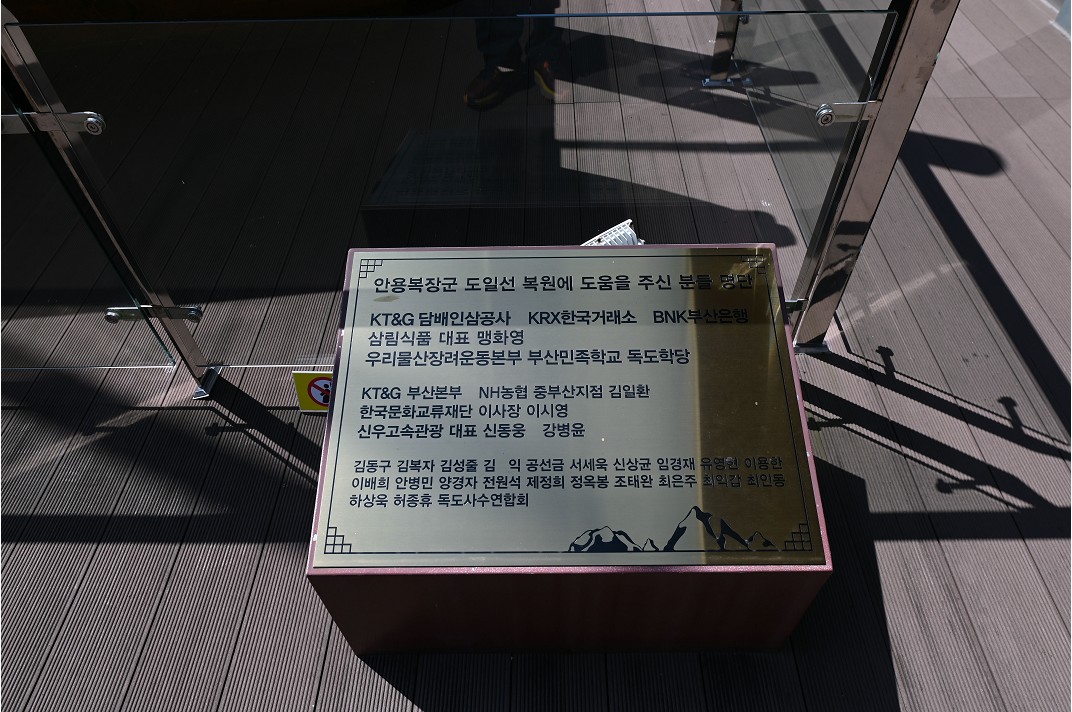 안용복장군 도일선 복원에 도움을 주신 분들 명단
KT&G 담배인삼공사 KRX한국거래소 BNK부산은행
삼림식품 대표 맹화영
우리물산장려운동본부 부산민족학교 독도학당
KT&G 부산본부 NH농협 중부산지점 김일환
한국문화교류재단 이사장 이시영
신우고속관광 대표 신동웅 강병윤
김동구 김복자 김성줄 김 익 공선금 서세욱 신상균 임경재 유영현 이용한
이배희 안병민 양경자 전원석 제정희 정옥봉 조태완 최은주 최익갑 최인동
하상욱 허종휴 독도사수연합회